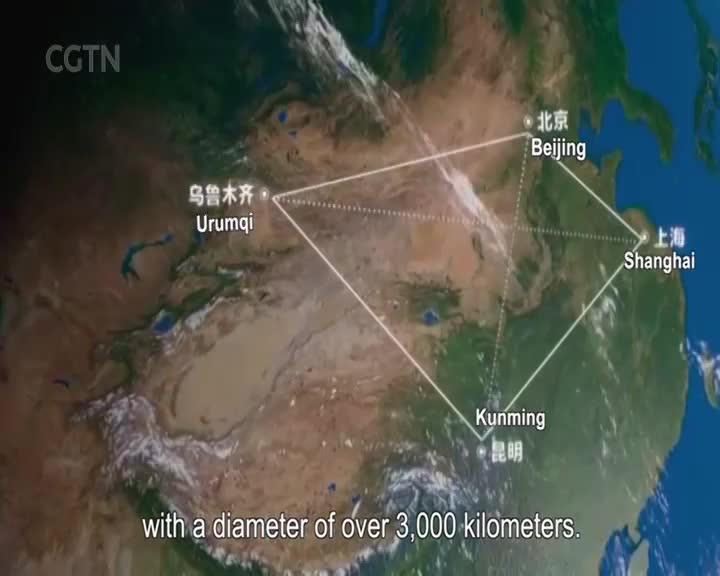 CGTN
北京
Beijing
乌鲁木齐
Urumqi
上海
Shanghai
Kunming
昆明
with a diameter of over 3,000 kilometers.